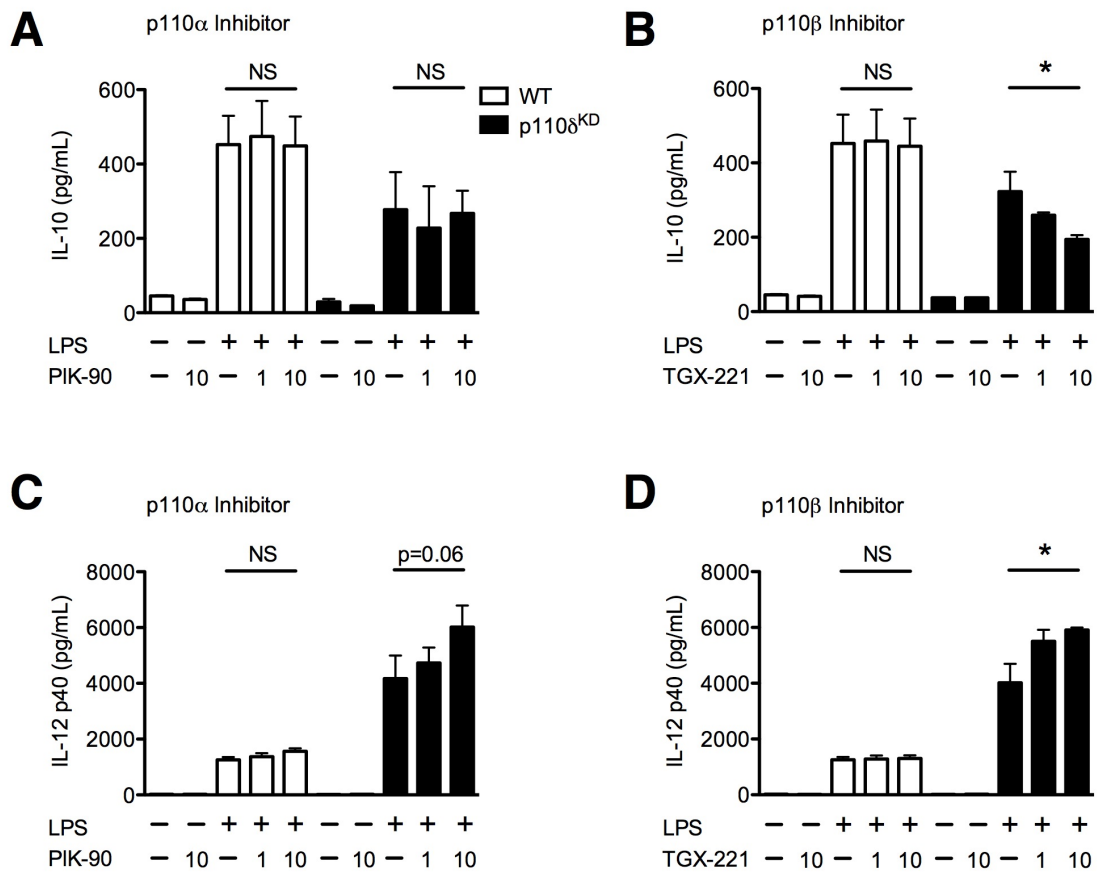 A
p110α Inhibitor
NS
NS
WT
p110δKD
600
400
200
0
IL-10 (pg/mL)
LPS – – + + + – – + + +
PIK-90 – 10 – 1 10 – 10 – 1 10
B
p110β Inhibitor
NS
*
600
400
200
0
IL-10 (pg/mL)
LPS – – + + + – – + + +
TGX-221 – 10 – 1 10 – 10 – 1 10
C
p110α Inhibitor
NS
p=0.06
8000
6000
4000
2000
0
IL-12 p40 (pg/mL)
LPS – – + + + – – + + +
PIK-90 – 10 – 1 10 – 10 – 1 10
D
p110β Inhibitor
NS
*
8000
6000
4000
2000
0
IL-12 p40 (pg/mL)
LPS – – + + + – – + + +
TGX-221 – 10 – 1 10 – 10 – 1 10